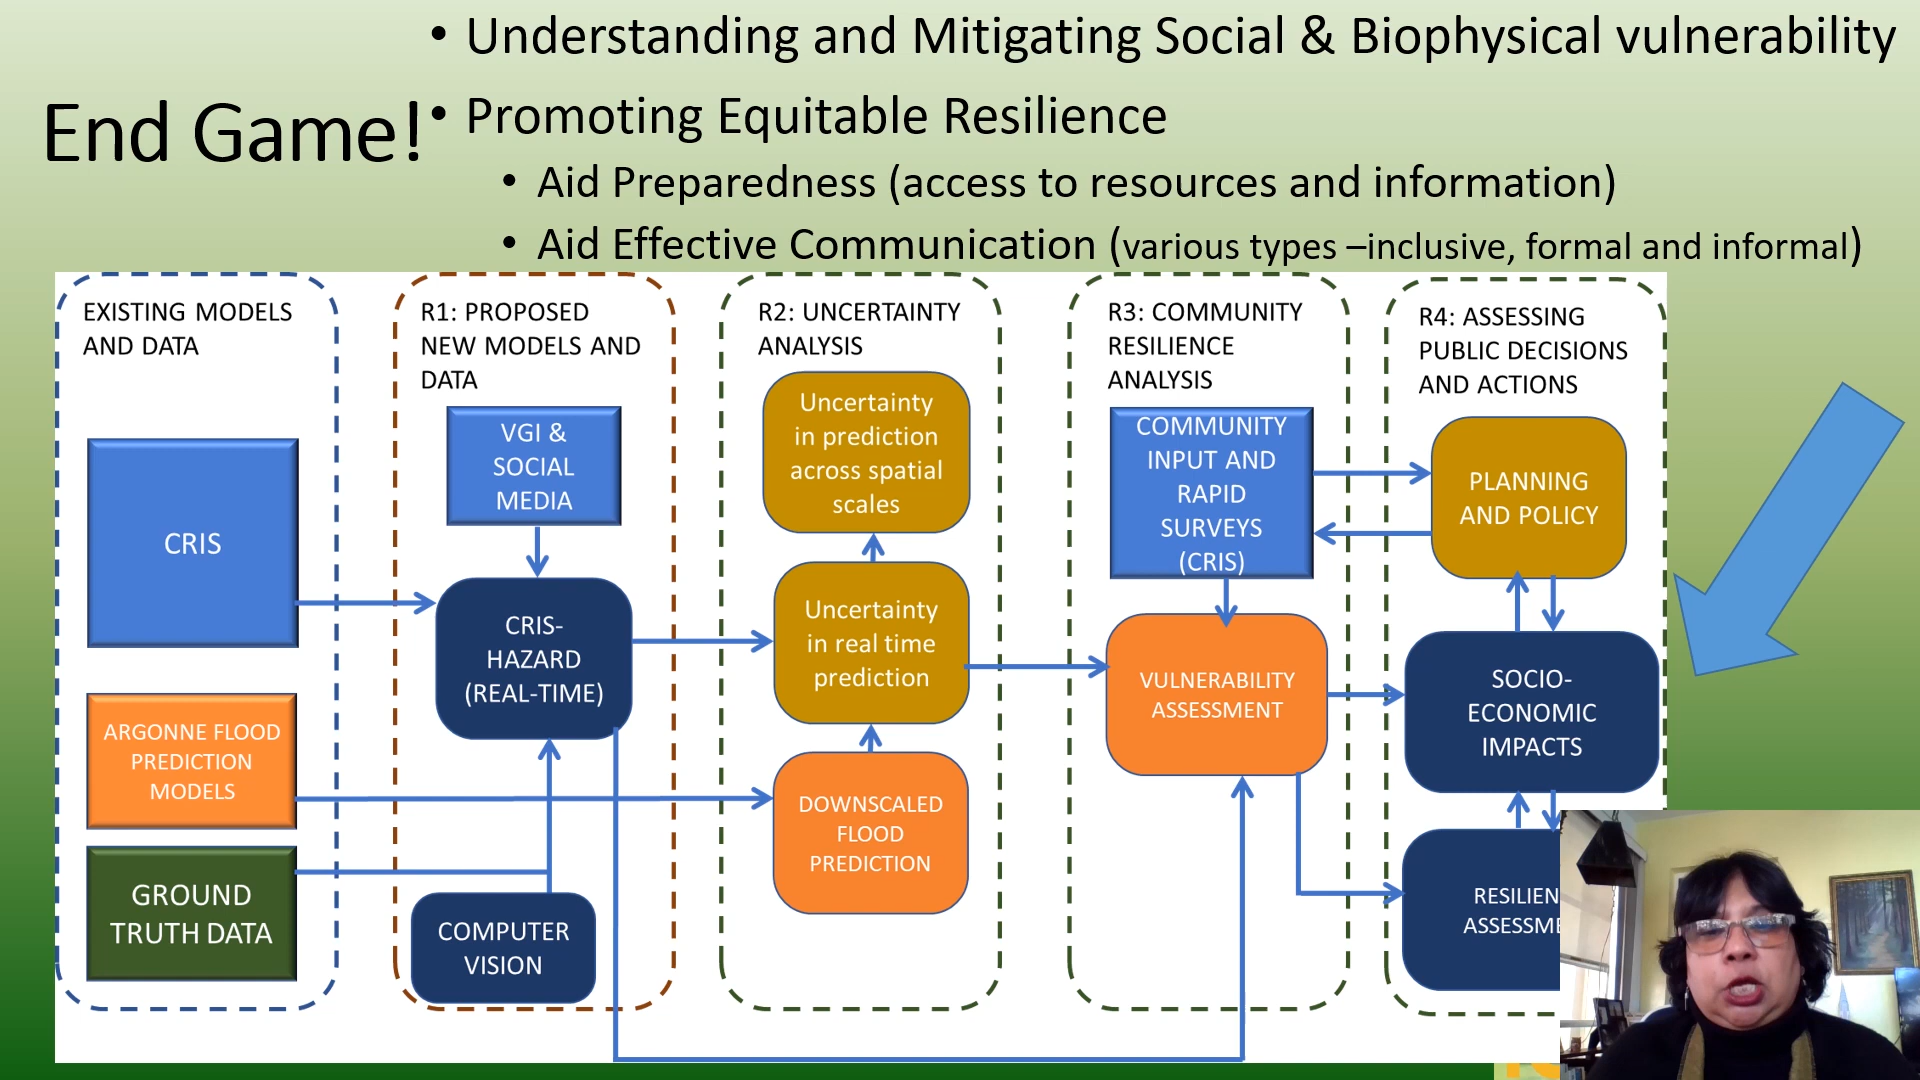 • Understanding and Mitigating Social & Biophysical vulnerability
End Game!
• Promoting Equitable Resilience
• Aid Preparedness (access to resources and information)
• Aid Effective Communication (various types –inclusive, formal and informal)
EXISTING MODELS
AND DATA
CRIS
ARGONNE FLOOD
PREDICTION
MODELS
GROUND
TRUTH DATA
R1: PROPOSED
NEW MODELS AND
DATA
VGI &
SOCIAL
MEDIA
CRIS-
HAZARD
(REAL-TIME)
COMPUTER
VISION
R2: UNCERTAINTY
ANALYSIS
Uncertainty
in prediction
across spatial
scales
Uncertainty
in real time
prediction
DOWNSCALED
FLOOD
PREDICTION
R3: COMMUNITY
RESILIENCE
ANALYSIS
COMMUNITY
INPUT AND
RAPID
SURVEYS
(CRIS)
VULNERABILITY
ASSESSMENT
R4: ASSESSING
PUBLIC DECISIONS
AND ACTIONS
PLANNING
AND POLICY
SOCIO-
ECONOMIC
IMPACTS
RESILIEN
ASSESSME